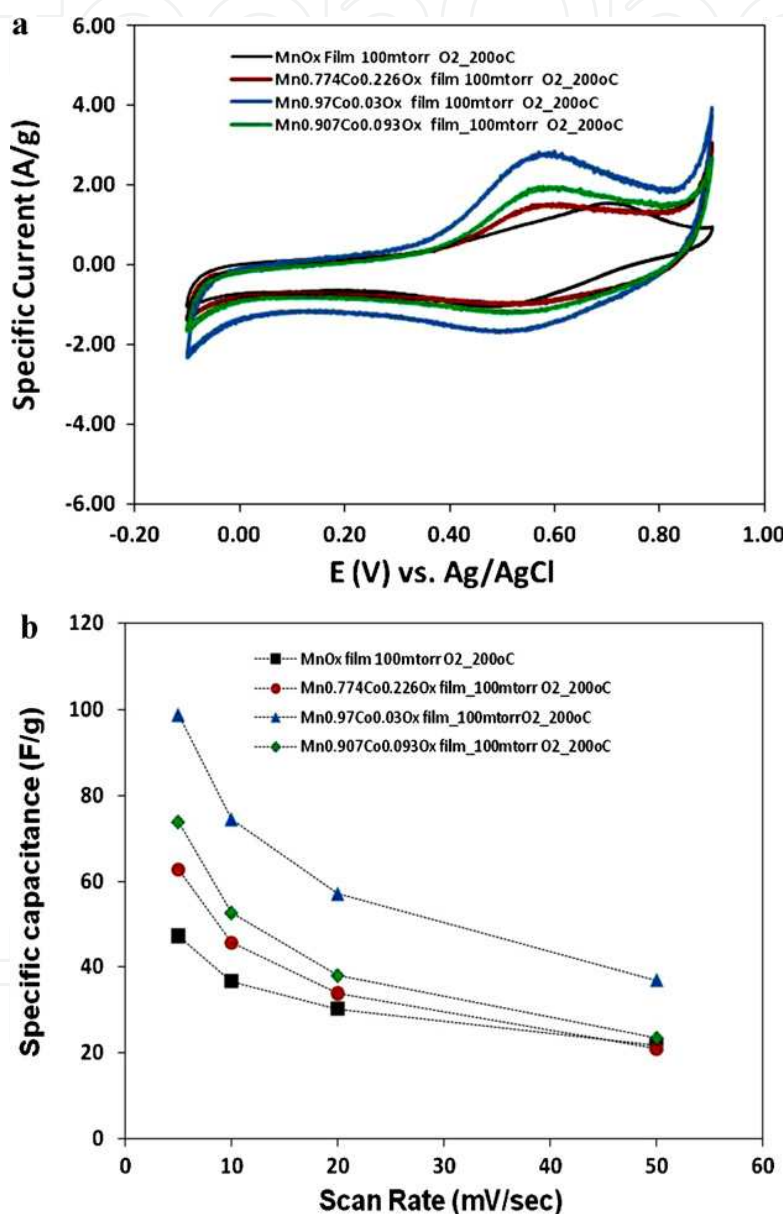 a
6.00
4.00
2.00
0.00
-2.00
-4.00
-6.00
Specific Current (A/g)
MnOx Film 100mtorr O2_200oC
Mn0.774Co0.226Ox film 100mtorr O2_200oC
Mn0.97Co0.03Ox film 100mtorr O2_200oC
Mn0.907Co0.093Ox film_100mtorr O2_200oC
-0.20 0.00 0.20 0.40 0.60 0.80 1.00
E (V) vs. Ag/AgCl
b
120
100
80
60
40
20
0
Specific capacitance (F/g)
MnOx film 100mtorr O2_200oC
Mn0.774Co0.226Ox film_100mtorr O2_200oC
Mn0.97Co0.03Ox film_100mtorrO2_200oC
Mn0.907Co0.093Ox film_100mtorr O2_200oC
0 10 20 30 40 50 60
Scan Rate (mV/sec)